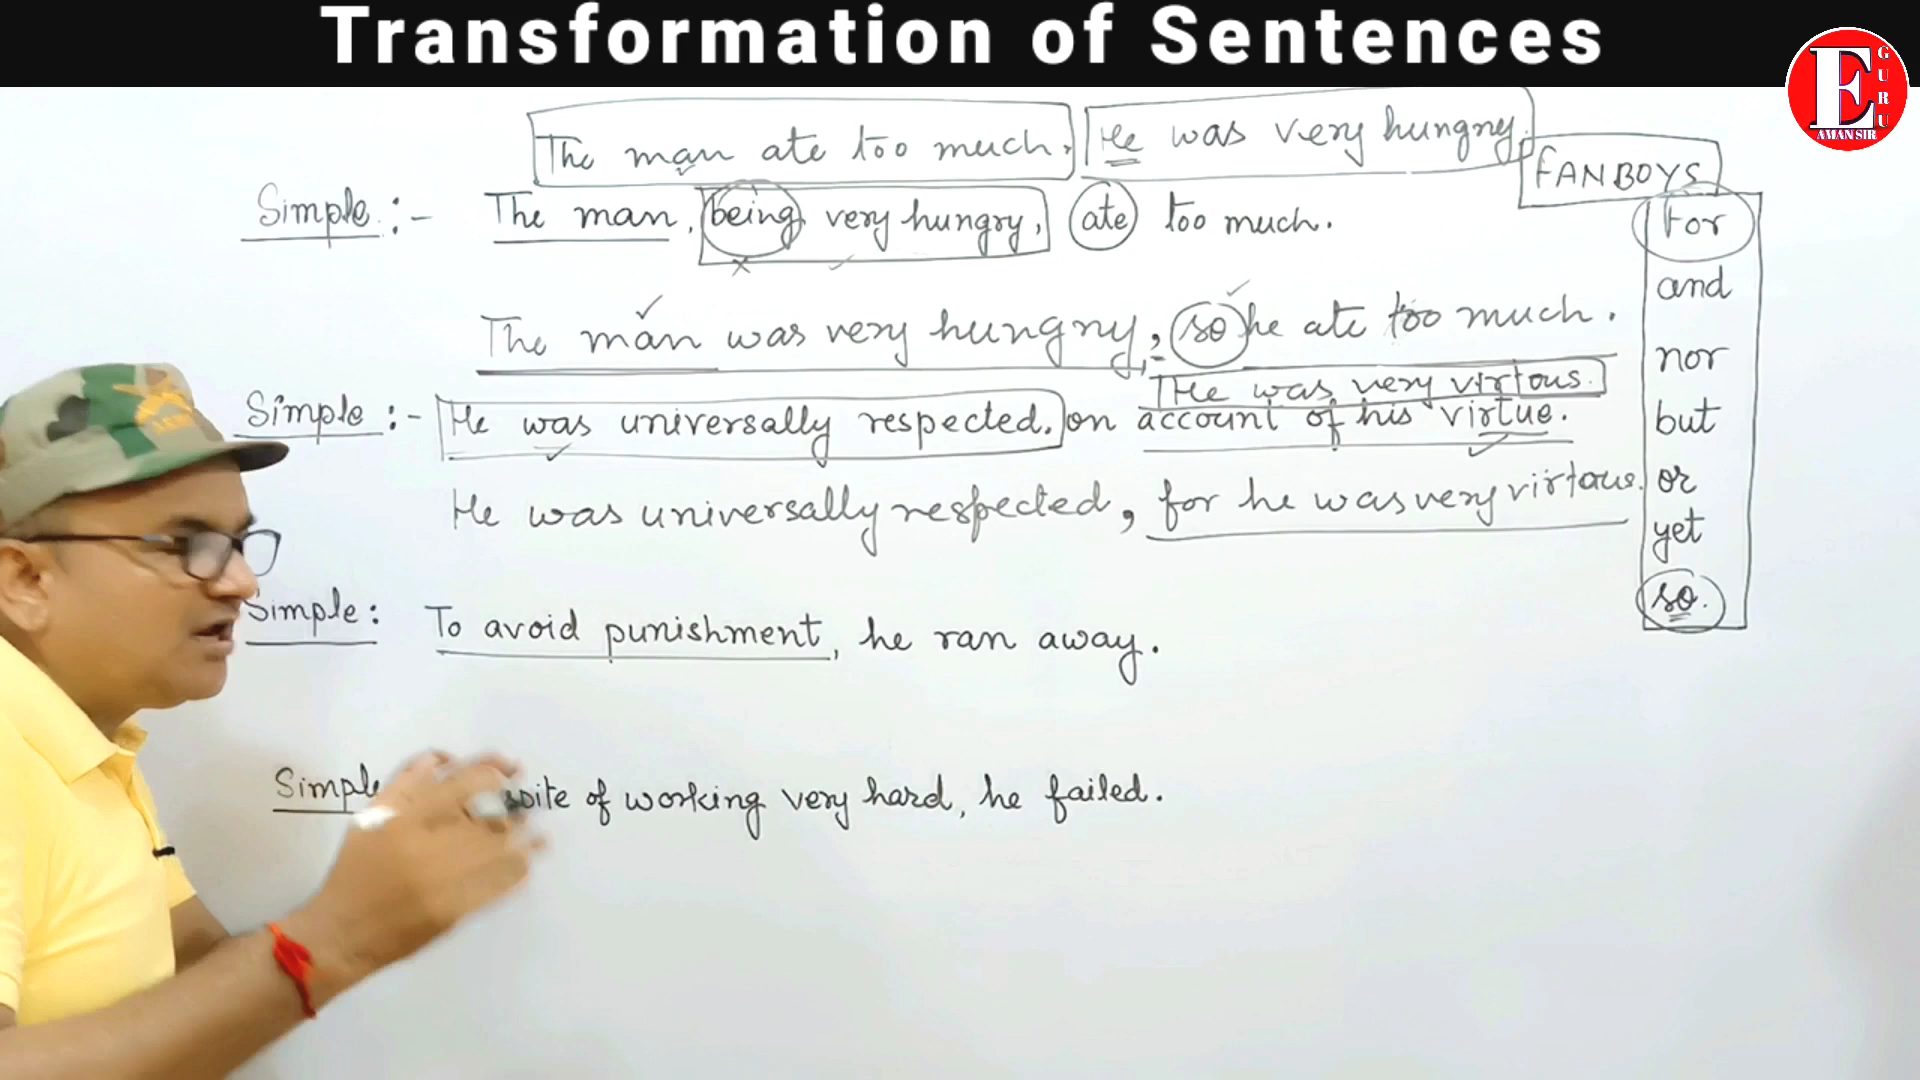 Transformation of Sentences
E
GURU
AMAN SIR
The man ate too much. He was very hungry.
FANBOYS
Simple :- The man, being very hungry, ate too much.
The man was very hungry, so he ate too much.
He was very virtous.
Simple :- He was universally respected. on account of his virtue.
He was universally respected, for he was very virtous.
Simple : To avoid punishment, he ran away.
Simple spite of working very hard, he failed.
For
and
nor
but
or
yet
so.